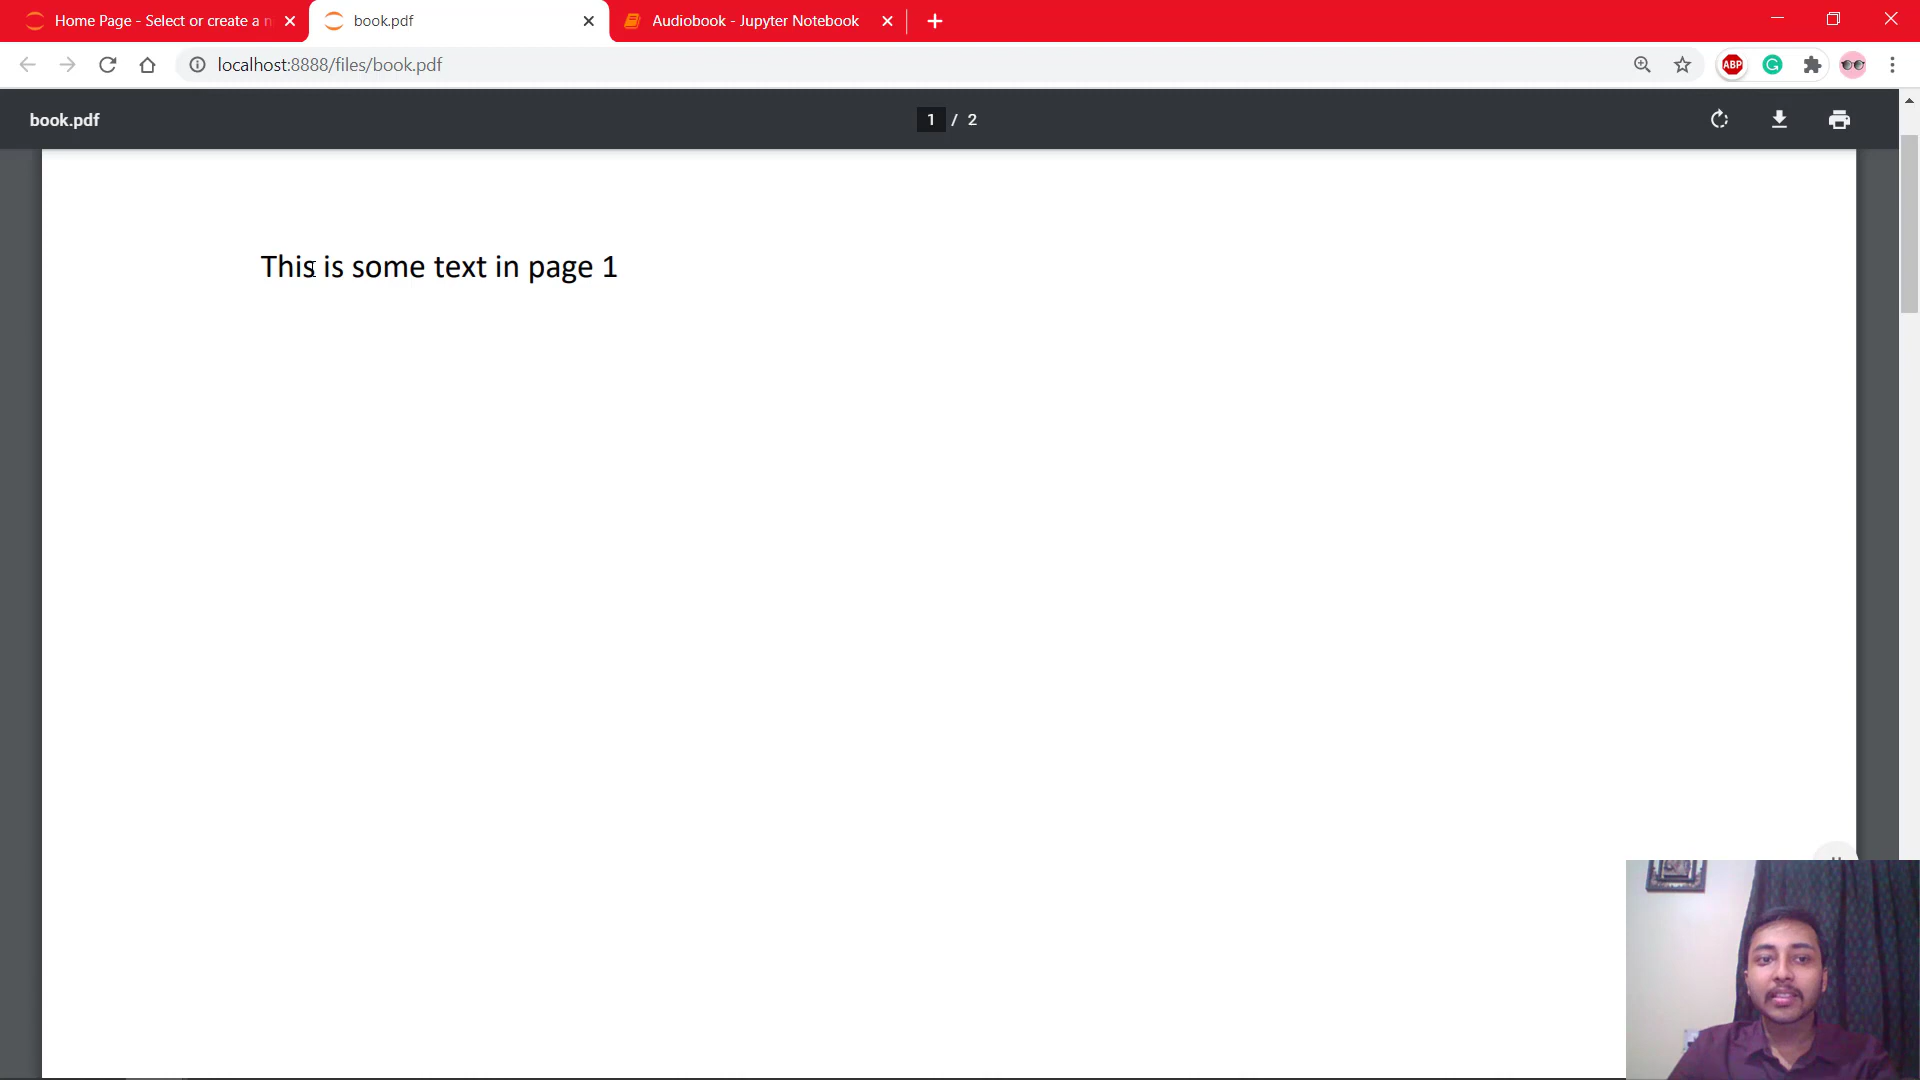 Home Page - Select or create a n
book.pdf
Audiobook - Jupyter Notebook
localhost:8888/files/book.pdf
ABP
book.pdf
1 / 2
This is some text in page 1